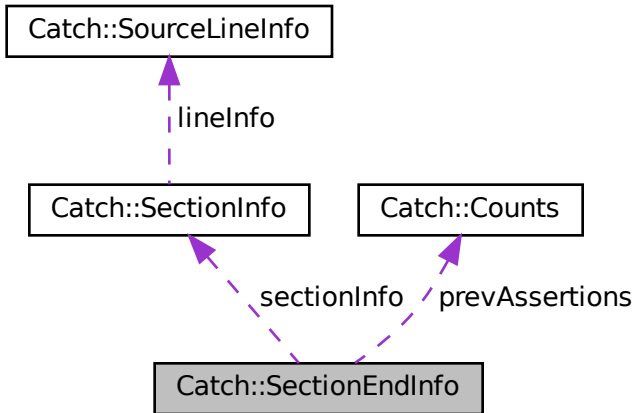 Catch::SourceLineInfo
lineInfo
Catch::SectionInfo
Catch::Counts
sectionInfo
prevAssertions
Catch::SectionEndInfo